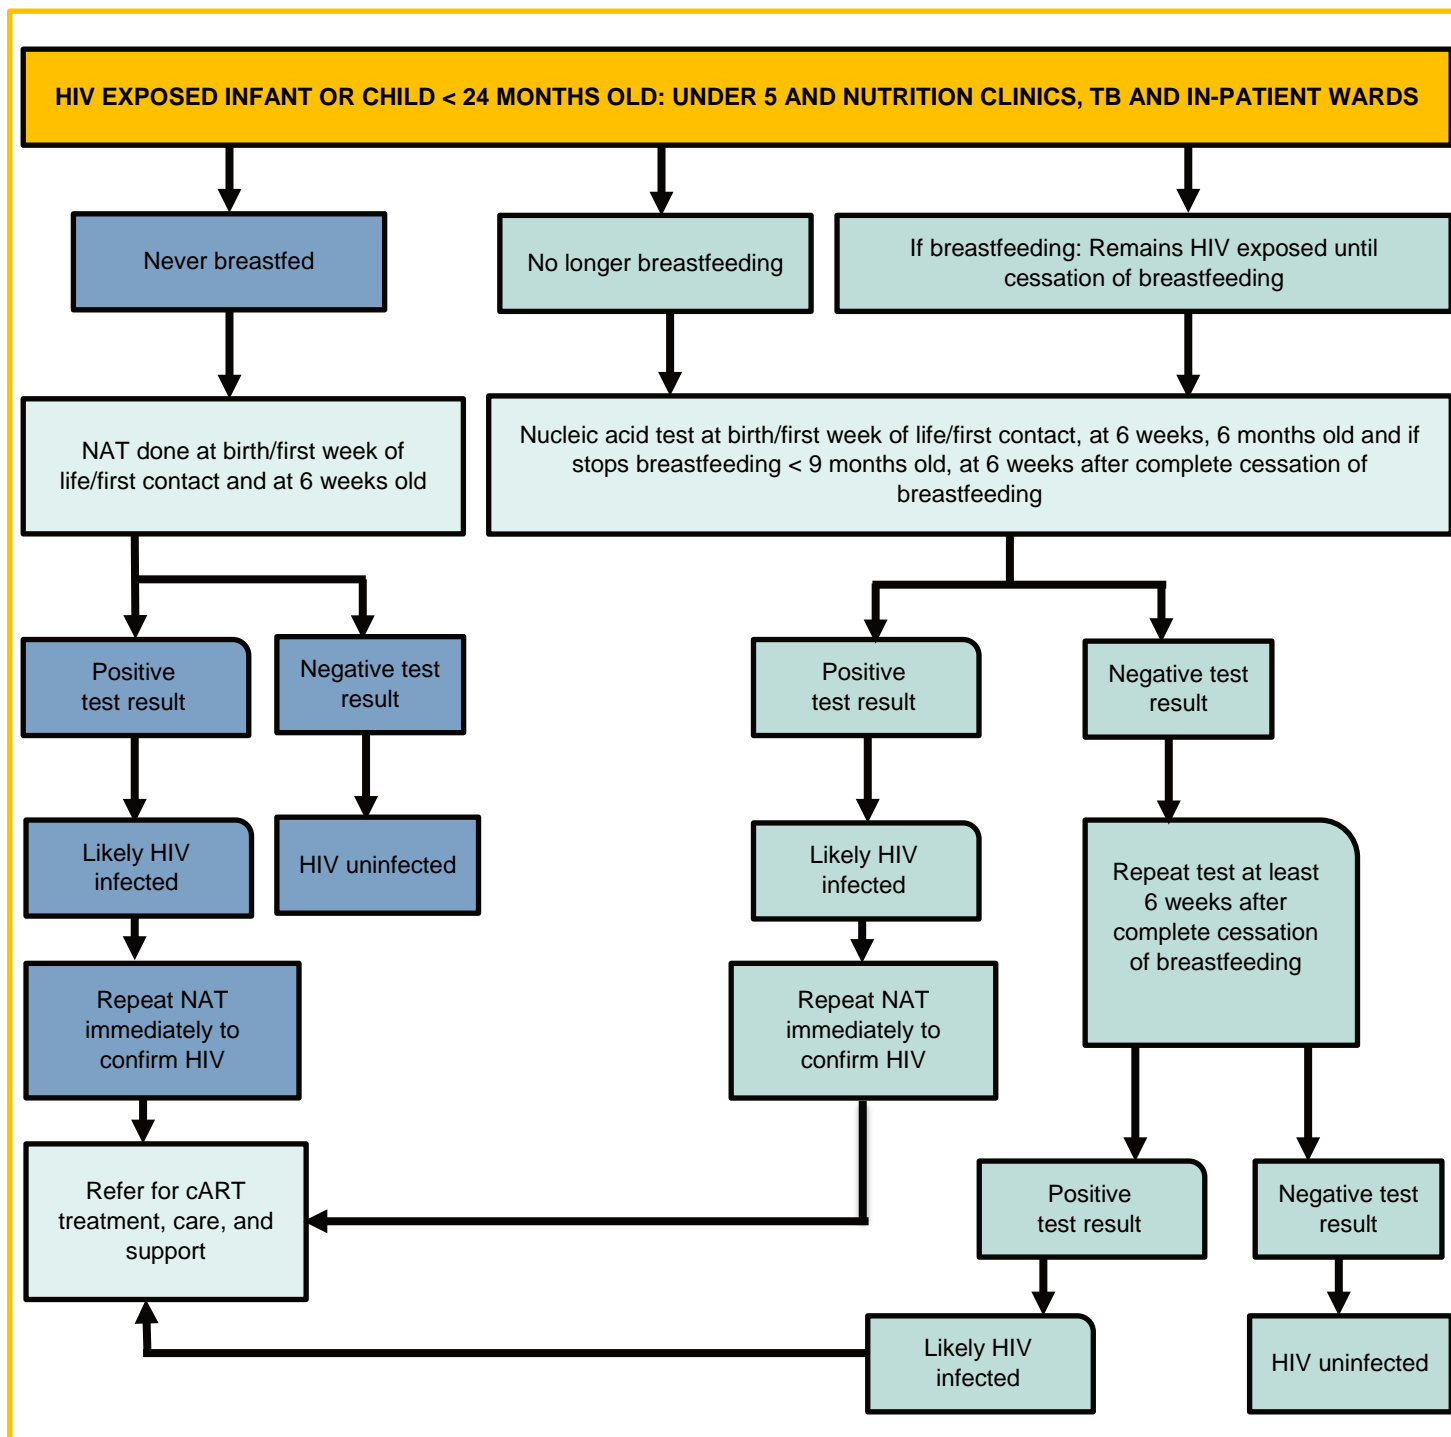 HIV EXPOSED INFANT OR CHILD < 24 MONTHS OLD: UNDER 5 AND NUTRITION CLINICS, TB AND IN-PATIENT WARDS
Never breastfed
No longer breastfeeding
If breastfeeding: Remains HIV exposed until
cessation of breastfeeding
NAT done at birth/first week of
life/first contact and at 6 weeks old
Nucleic acid test at birth/first week of life/first contact, at 6 weeks, 6 months old and if
stops breastfeeding < 9 months old, at 6 weeks after complete cessation of
breastfeeding
Positive
test result
Negative test
result
Positive
test result
Negative test
result
Likely HIV
infected
HIV uninfected
Likely HIV
infected
Repeat test at least
6 weeks after
complete cessation
of breastfeeding
Repeat NAT
immediately to
confirm HIV
Repeat NAT
immediately to
confirm HIV
Refer for cART
treatment, care, and
support
Positive
test result
Negative test
result
Likely HIV
infected
HIV uninfected